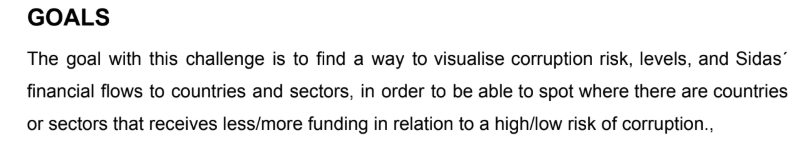 GOALS
The goal with this challenge is to find a way to visualise corruption risk, levels, and Sidas´
financial flows to countries and sectors, in order to be able to spot where there are countries
or sectors that receives less/more funding in relation to a high/low risk of corruption.,